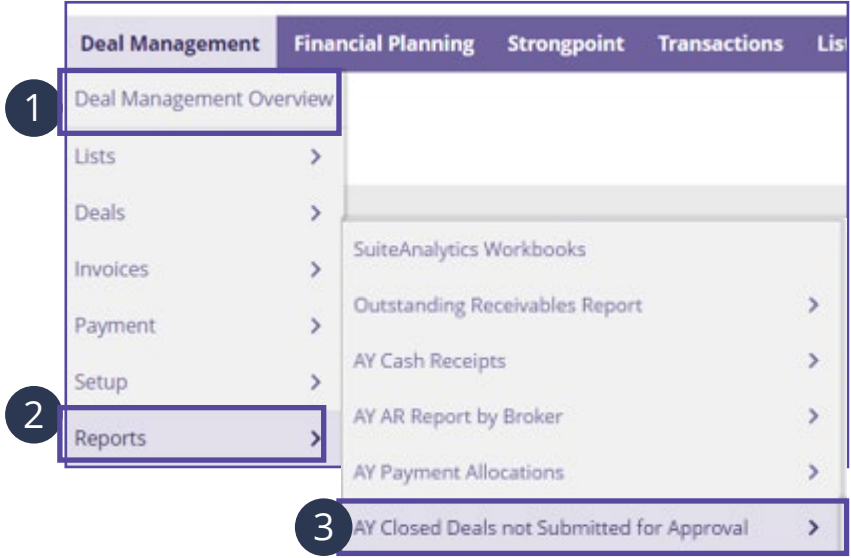 Deal Management Financial Planning Strongpoint Transactions Lis
1 Deal Management Overview
Lists
Deals
Invoices
Payment
Setup
2 Reports
SuiteAnalytics Workbooks
Outstanding Receivables Report
AY Cash Receipts
AY AR Report by Broker
AY Payment Allocations
3 AY Closed Deals not Submitted for Approval